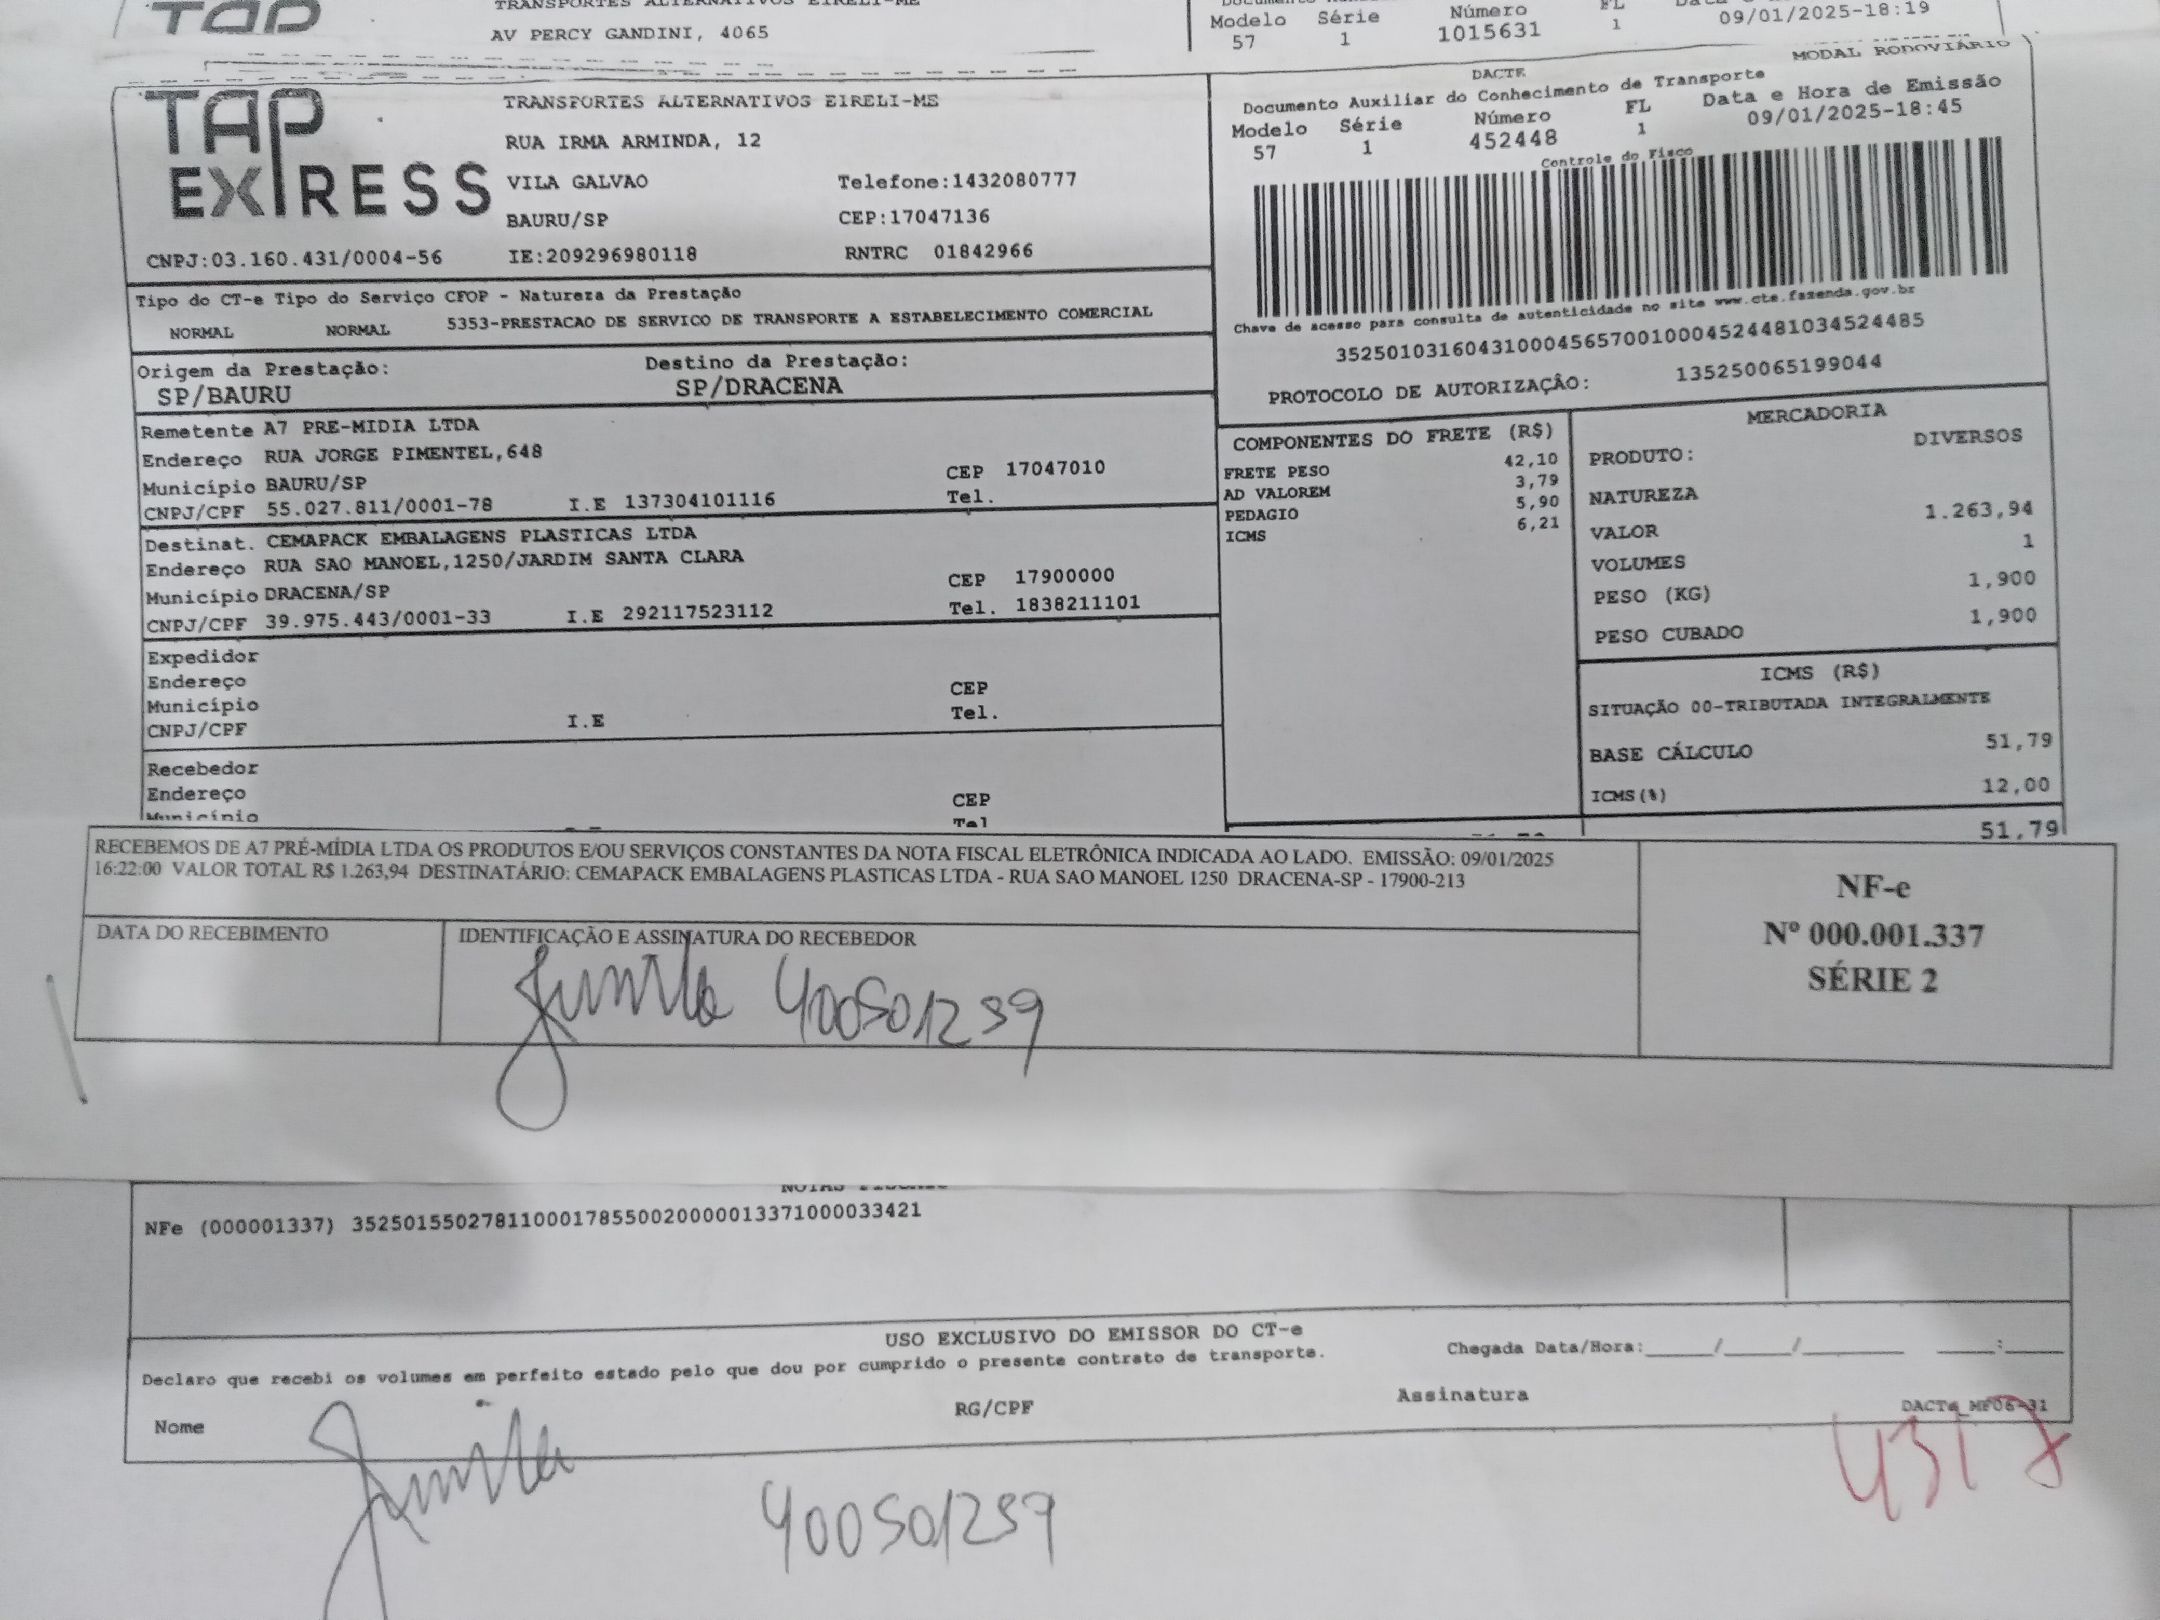 TAP
AV PERCY GANDINI, 4065
Modelo Série Número FL
57 1 1015631 1 09/01/2025-18:19
MODAL RODOVIÁRIO
TAP EXPRESS
TRANSPORTES ALTERNATIVOS EIRELI-ME
RUA IRMA ARMINDA, 12
VILA GALVAO Telefone:1432080777
BAURU/SP CEP:17047136
CNPJ:03.160.431/0004-56 IE:209296980118 RNTRC 01842966
DACTE
Documento Auxiliar do Conhecimento de Transporte
Modelo Série Número FL Data e Hora de Emissão
57 1 452448 1 09/01/2025-18:45
Controle do Fisco
Chave de acesso para consulta de autenticidade no site www.cte.fazenda.gov.br
35250103160431000456570010004524481034524485
PROTOCOLO DE AUTORIZAÇÂO: 135250065199044
Tipo do CT-e Tipo do Serviço CFOP - Natureza da Prestação
NORMAL NORMAL 5353-PRESTACAO DE SERVICO DE TRANSPORTE A ESTABELECIMENTO COMERCIAL
Origem da Prestação: Destino da Prestação:
SP/BAURU SP/DRACENA
Remetente A7 PRE-MIDIA LTDA
Endereço RUA JORGE PIMENTEL,648
Município BAURU/SP CEP 17047010
CNPJ/CPF 55.027.811/0001-78 I.E 137304101116 Tel.
Destinat. CEMAPACK EMBALAGENS PLASTICAS LTDA
Endereço RUA SAO MANOEL,1250/JARDIM SANTA CLARA
Município DRACENA/SP CEP 17900000
CNPJ/CPF 39.975.443/0001-33 I.E 292117523112 Tel. 1838211101
Expedidor
Endereço
Município CEP
CNPJ/CPF I.E Tel.
Recebedor
Endereço
Município CEP
Tel
COMPONENTES DO FRETE (R$)
FRETE PESO 42,10
AD VALOREM 3,79
PEDAGIO 5,90
ICMS 6,21
MERCADORIA
PRODUTO: DIVERSOS
NATUREZA
VALOR 1.263,94
VOLUMES 1
PESO (KG) 1,900
PESO CUBADO 1,900
ICMS (R$)
SITUAÇÃO 00-TRIBUTADA INTEGRALMENTE
BASE CÁLCULO 51,79
ICMS(%) 12,00
51,79
RECEBEMOS DE A7 PRÉ-MÍDIA LTDA OS PRODUTOS E/OU SERVIÇOS CONSTANTES DA NOTA FISCAL ELETRÔNICA INDICADA AO LADO. EMISSÃO: 09/01/2025
16:22:00 VALOR TOTAL R$ 1.263,94 DESTINATÁRIO: CEMAPACK EMBALAGENS PLASTICAS LTDA - RUA SAO MANOEL 1250 DRACENA-SP - 17900-213
DATA DO RECEBIMENTO IDENTIFICAÇÃO E ASSINATURA DO RECEBEDOR
400501239
NF-e
Nº 000.001.337
SÉRIE 2
NFe (000001337) 35250155027811000178550020000013371000033421
USO EXCLUSIVO DO EMISSOR DO CT-e
Declaro que recebi os volumes em perfeito estado pelo que dou por cumprido o presente contrato de transporte.
Chegada Data/Hora:_____/_____/_______ ____:____
Nome RG/CPF Assinatura
400501239